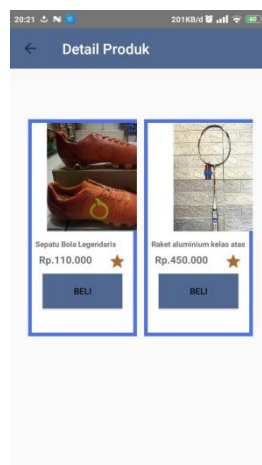 20:21 201KB/d 80
Detail Produk
Sepatu Bola Legendaris
Rp.110.000
BELI
Raket aluminium kelas atas
Rp.450.000
BELI